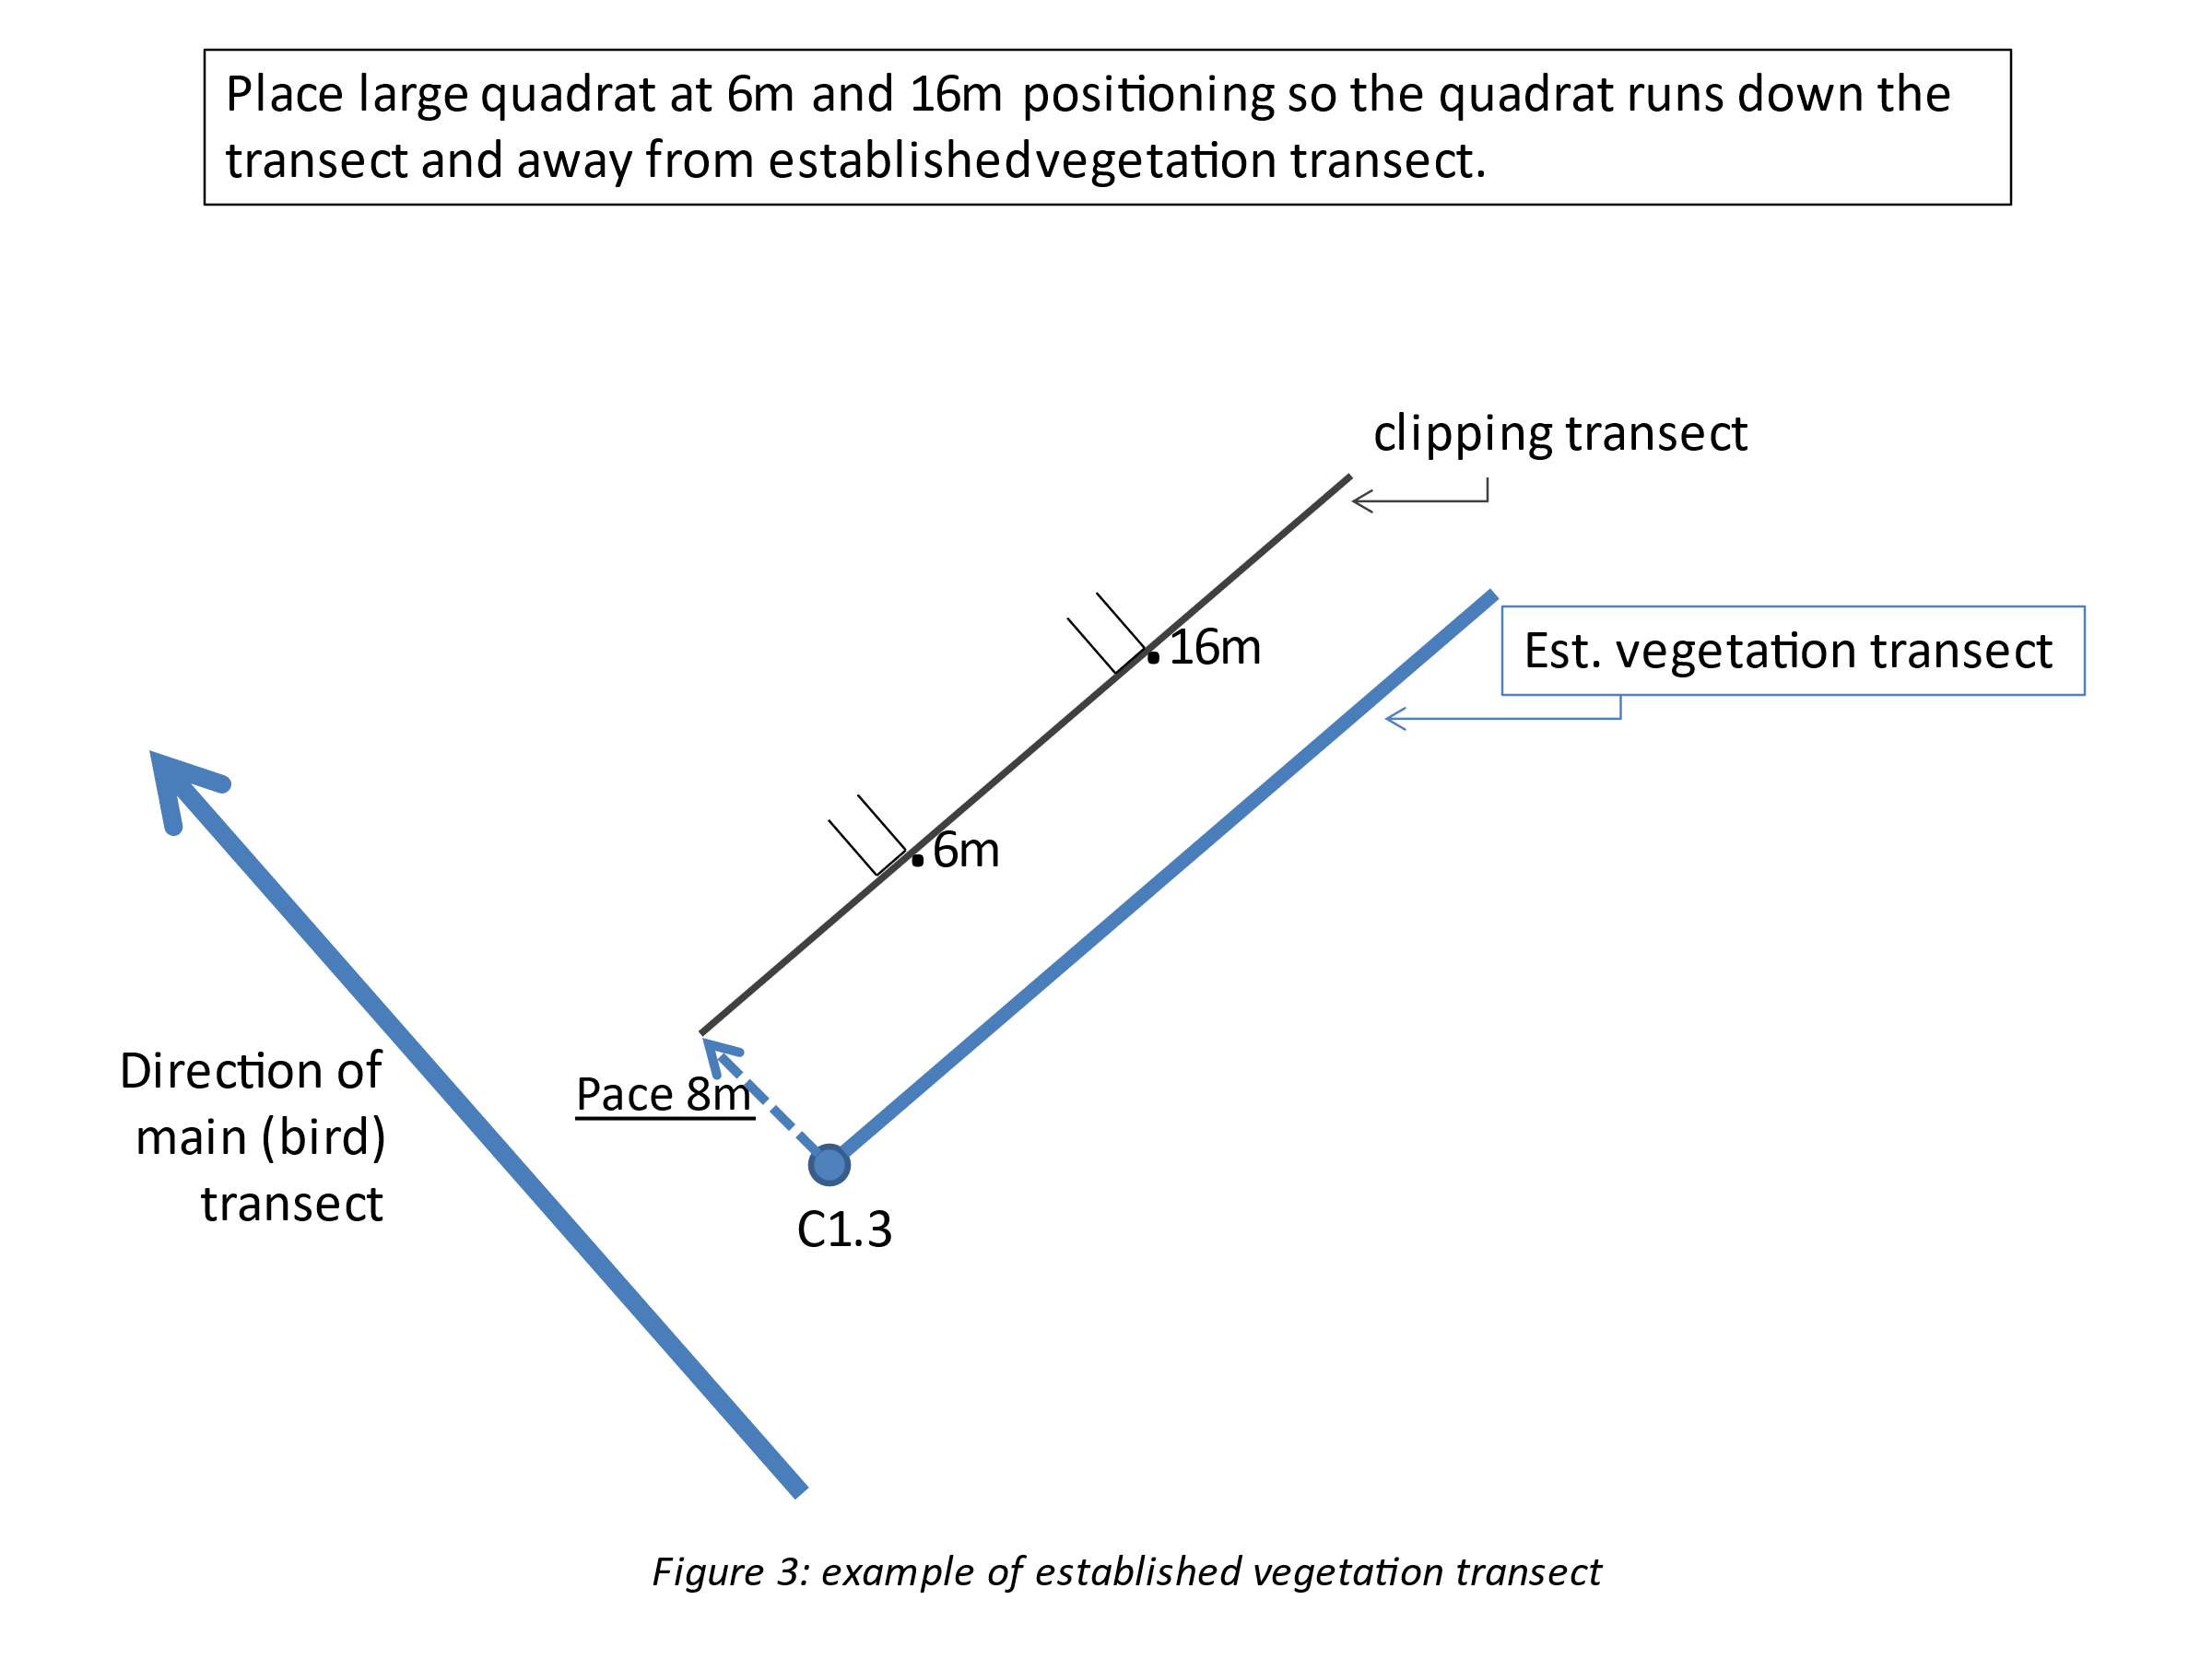 Place large quadrat at 6m and 16m positioning so the quadrat runs down the
transect and away from established vegetation transect.
clipping transect
16m
Est. vegetation transect
6m
Direction of
main (bird)
transect
Pace 8m
C1.3
Figure 3: example of established vegetation transect